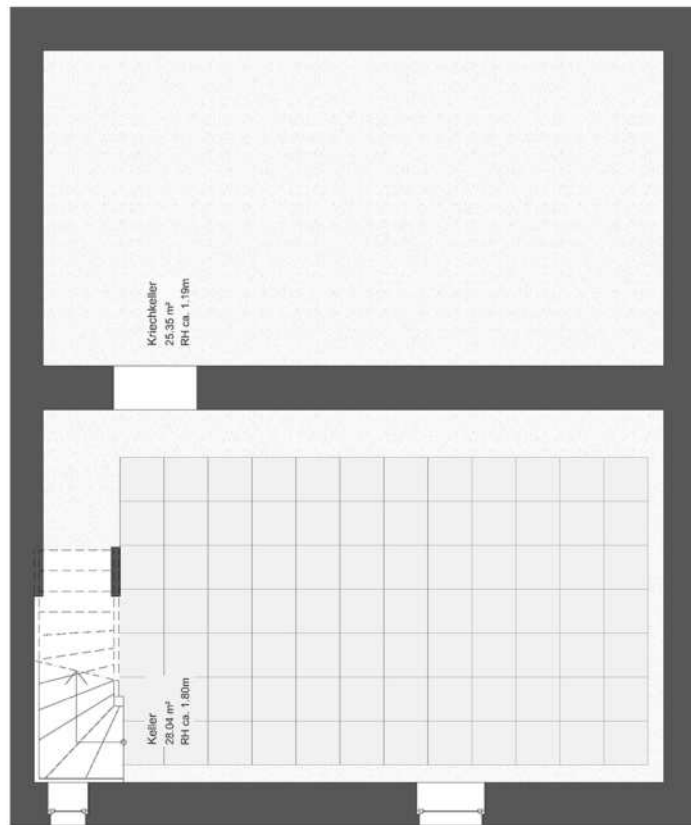 Kriechkeller
25.35 m²
RH ca. 1.19m
Keller
28.04 m²
RH ca. 1.80m